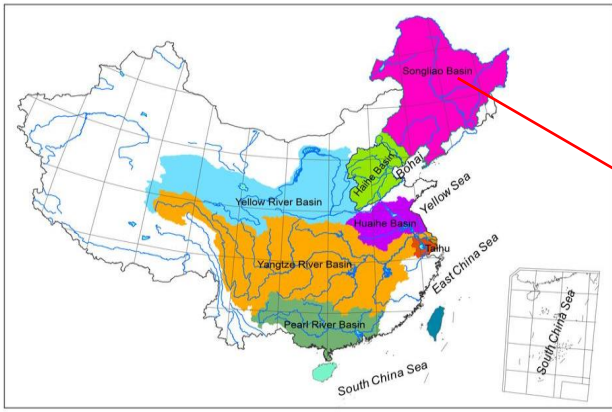 Songliao Basin
Haihe Basin
Bohai
Yellow Sea
Yellow River Basin
Huaihe Basin
Taihu
Yangtze River Basin
East China Sea
Pearl River Basin
South China Sea
South China Sea